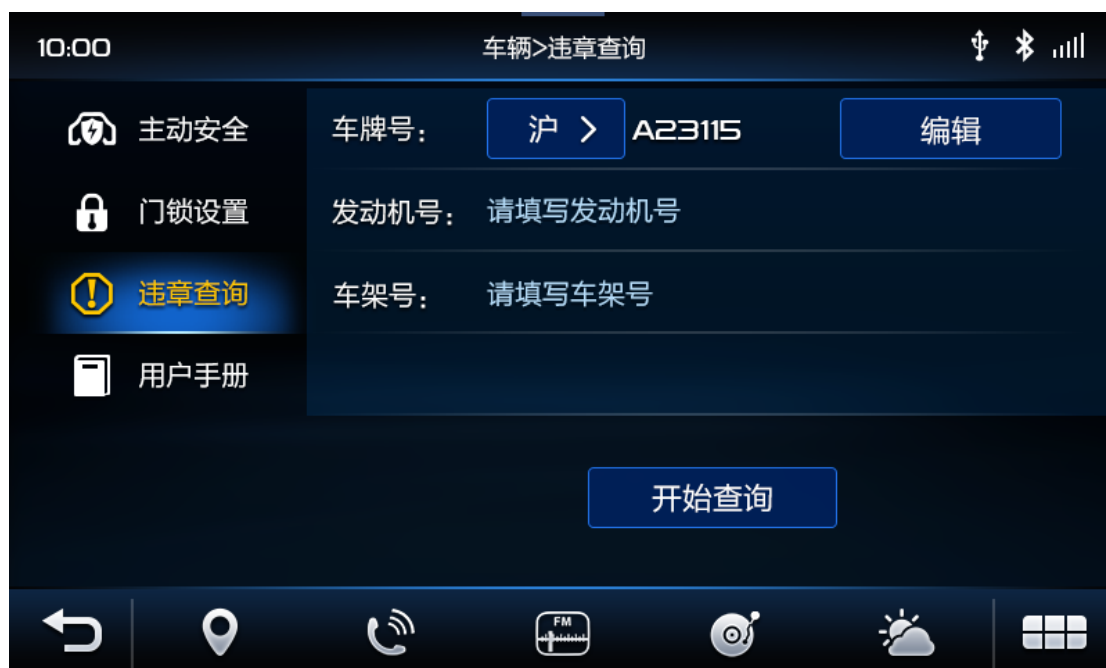 10:00 车辆>违章查询
主动安全
门锁设置
违章查询
用户手册
车牌号: 沪 > A23115 编辑
发动机号: 请填写发动机号
车架号: 请填写车架号
开始查询
FM